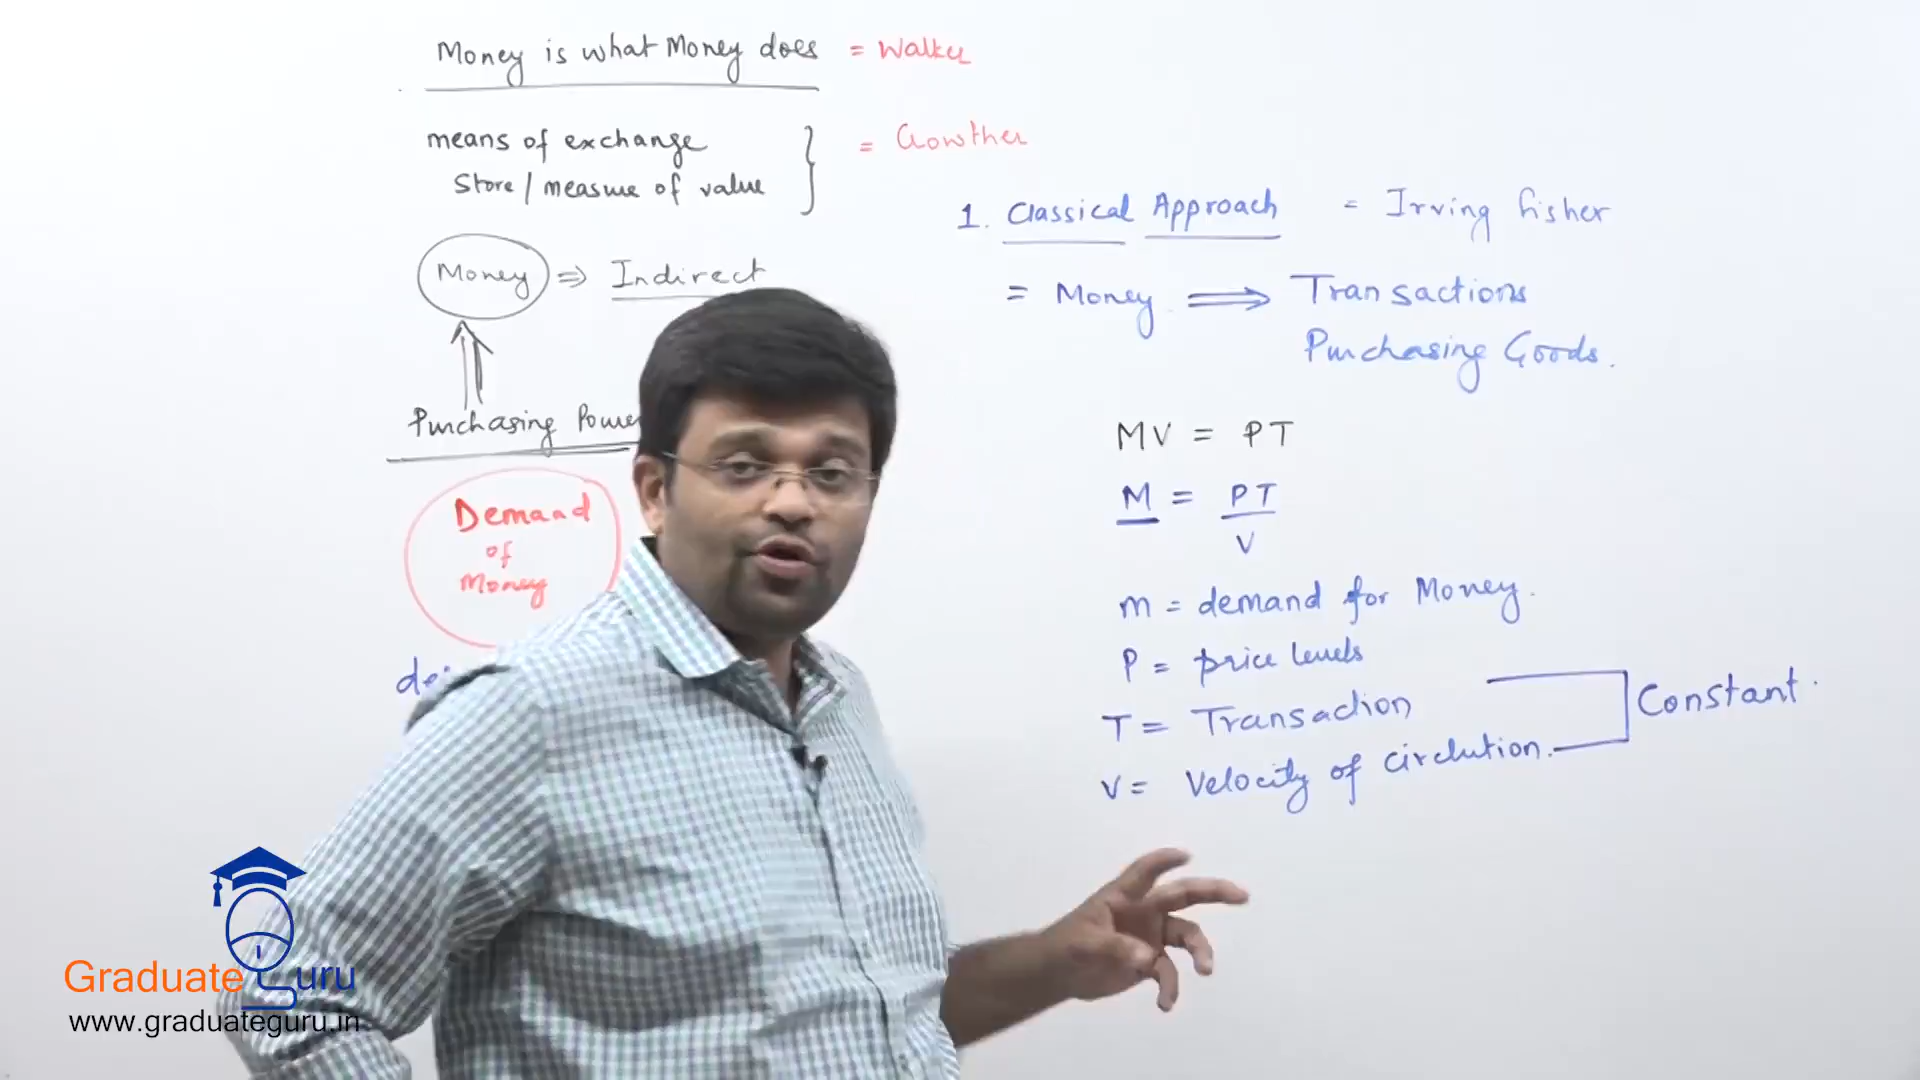 Money is what Money does = Walker
means of exchange
Store / measure of value
= Crowther
Money ⇒ Indirect
Purchasing Power
Demand
of
Money
1. Classical Approach = Irving fisher
= Money ⟹ Transactions
Purchasing Goods.
MV = PT
M = PT
V
m = demand for Money.
P = price levels
T = Transaction
V = Velocity of circlution.
Constant.
Graduate Guru
www.graduateguru.in